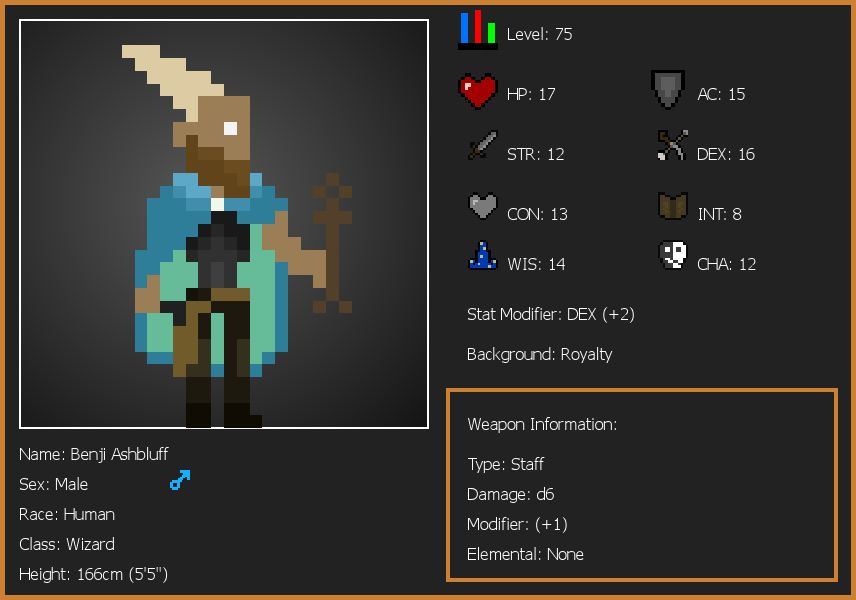 Level: 75
HP: 17
AC: 15
STR: 12
DEX: 16
CON: 13
INT: 8
WIS: 14
CHA: 12
Stat Modifier: DEX (+2)
Background: Royalty
Weapon Information:
Type: Staff
Damage: d6
Modifier: (+1)
Elemental: None
Name: Benji Ashbluff
Sex: Male
Race: Human
Class: Wizard
Height: 166cm (5'5")